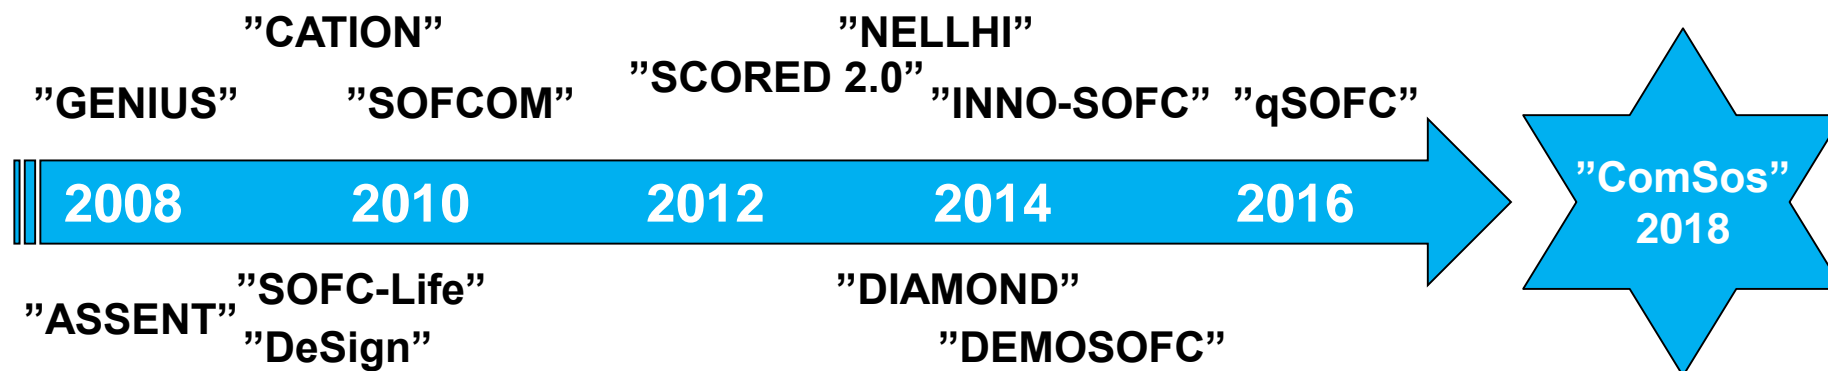 ”CATION”
”NELLHI”
”SCORED 2.0”
”GENIUS”
”SOFCOM”
”INNO-SOFC”
”qSOFC”
2008
2010
2012
2014
2016
”ComSos”
2018
”SOFC-Life”
”DIAMOND”
”ASSENT”
”DeSign”
”DEMOSOFC”